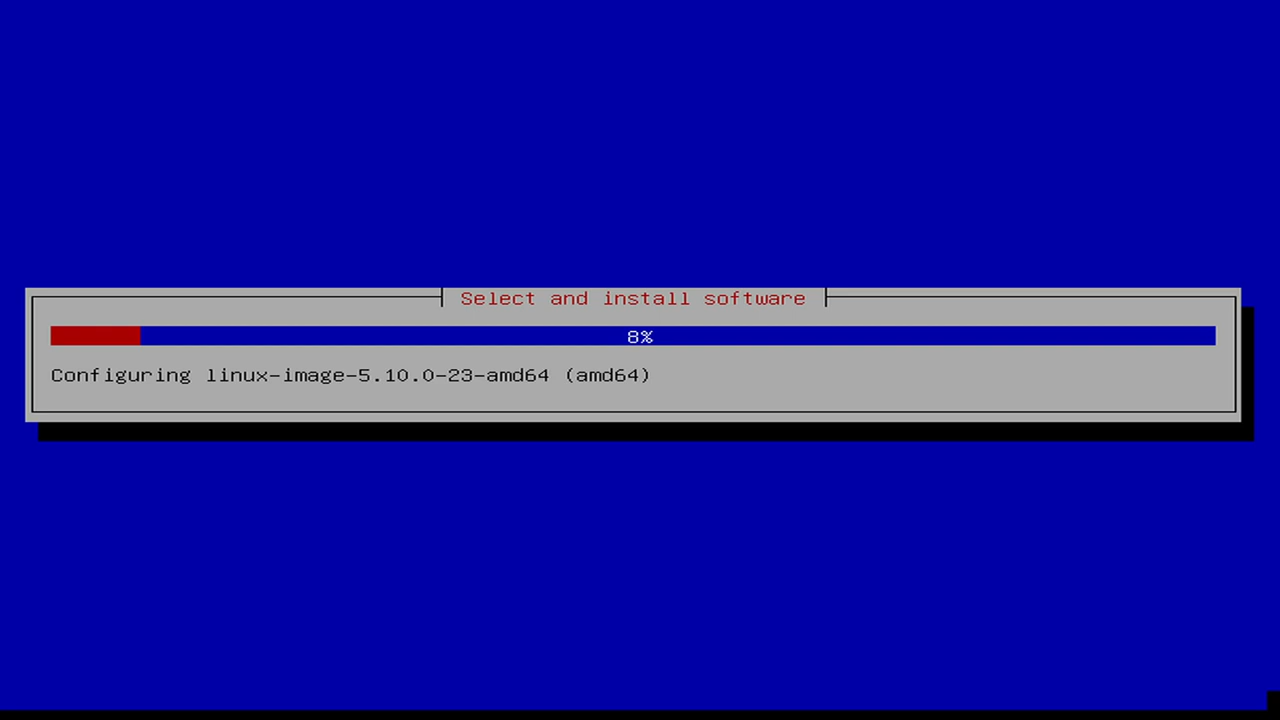 Select and install software
8%
Configuring linux-image-5.10.0-23-amd64 (amd64)